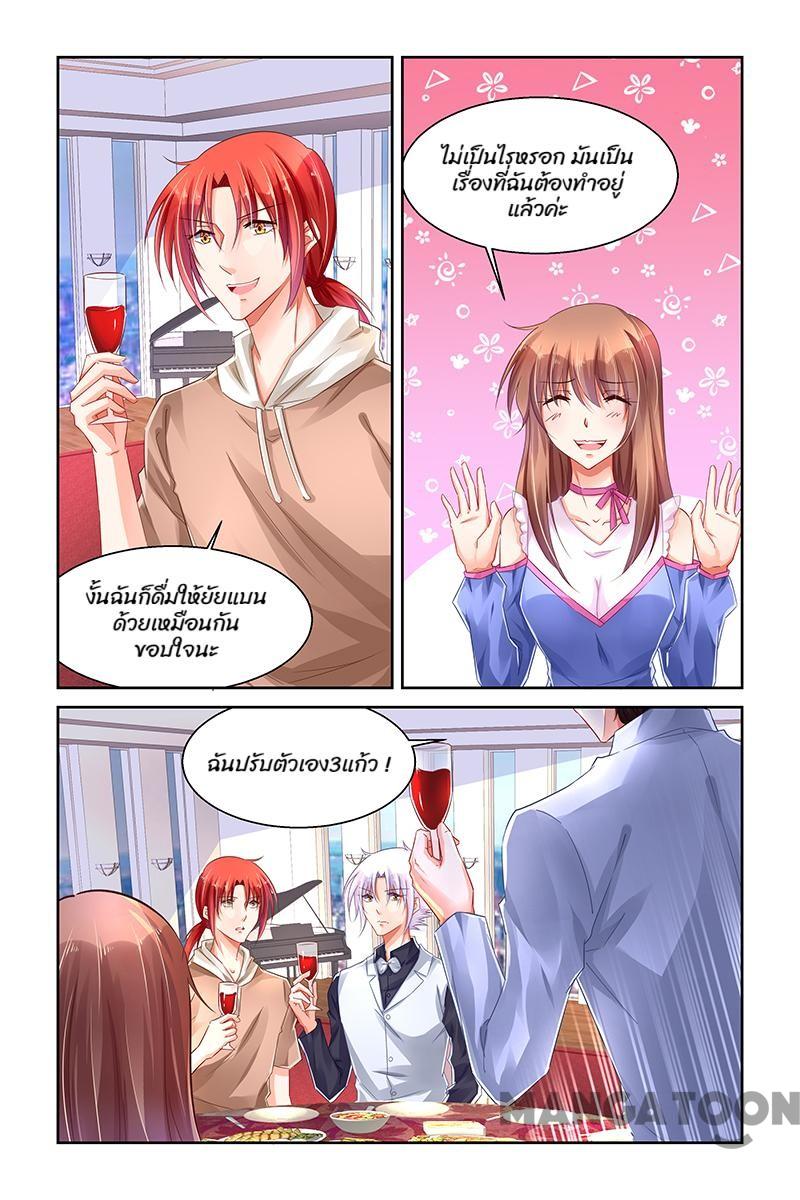 งั้นฉันก็ดื่มให้ยัยแบน
ด้วยเหมือนกัน
ขอบใจนะ
ไม่เป็นไรหรอก มันเป็น
เรื่องที่ฉันต้องทำอยู่
แล้วค่ะ
ฉันปรับตัวเอง3แก้ว !
MANGATOON